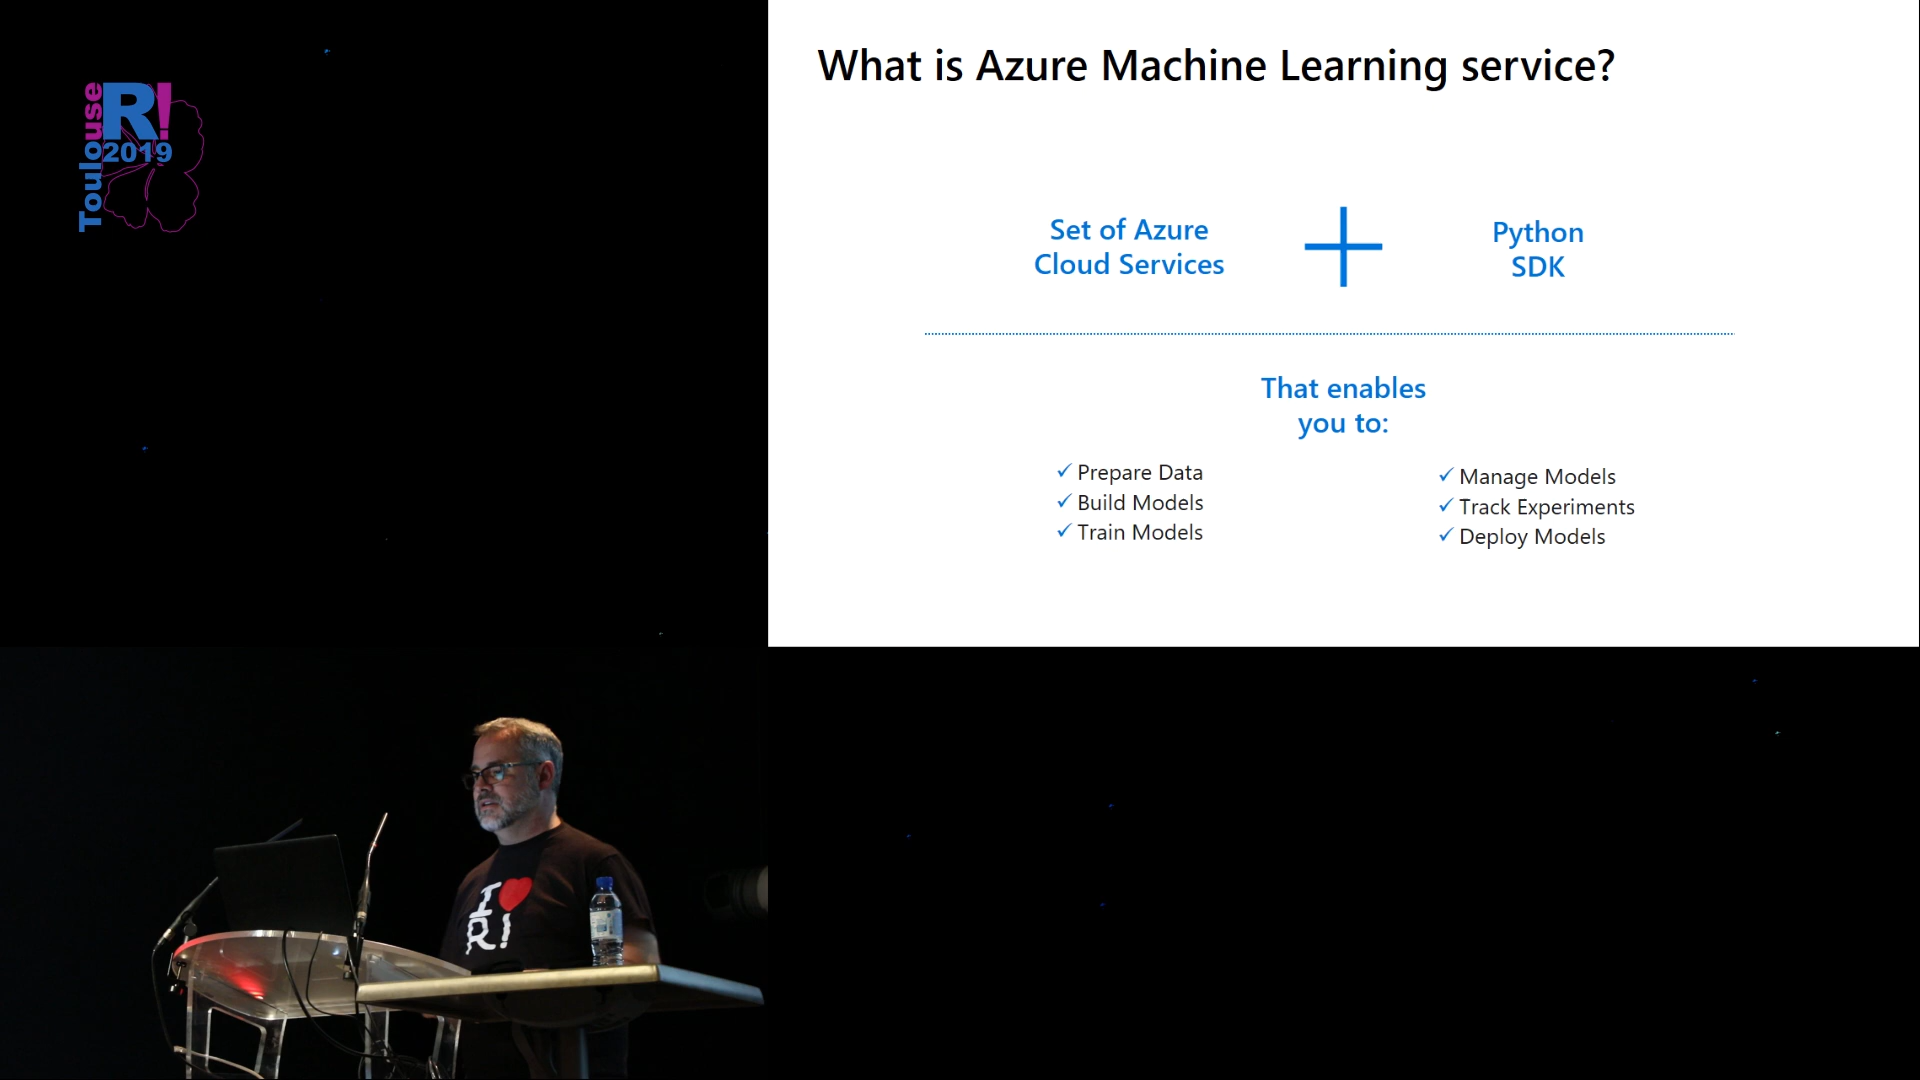 Toulouse
R!
2019
What is Azure Machine Learning service?
Set of Azure
Cloud Services
Python
SDK
That enables
you to:
✓ Prepare Data
✓ Build Models
✓ Train Models
✓ Manage Models
✓ Track Experiments
✓ Deploy Models
I ❤
R!